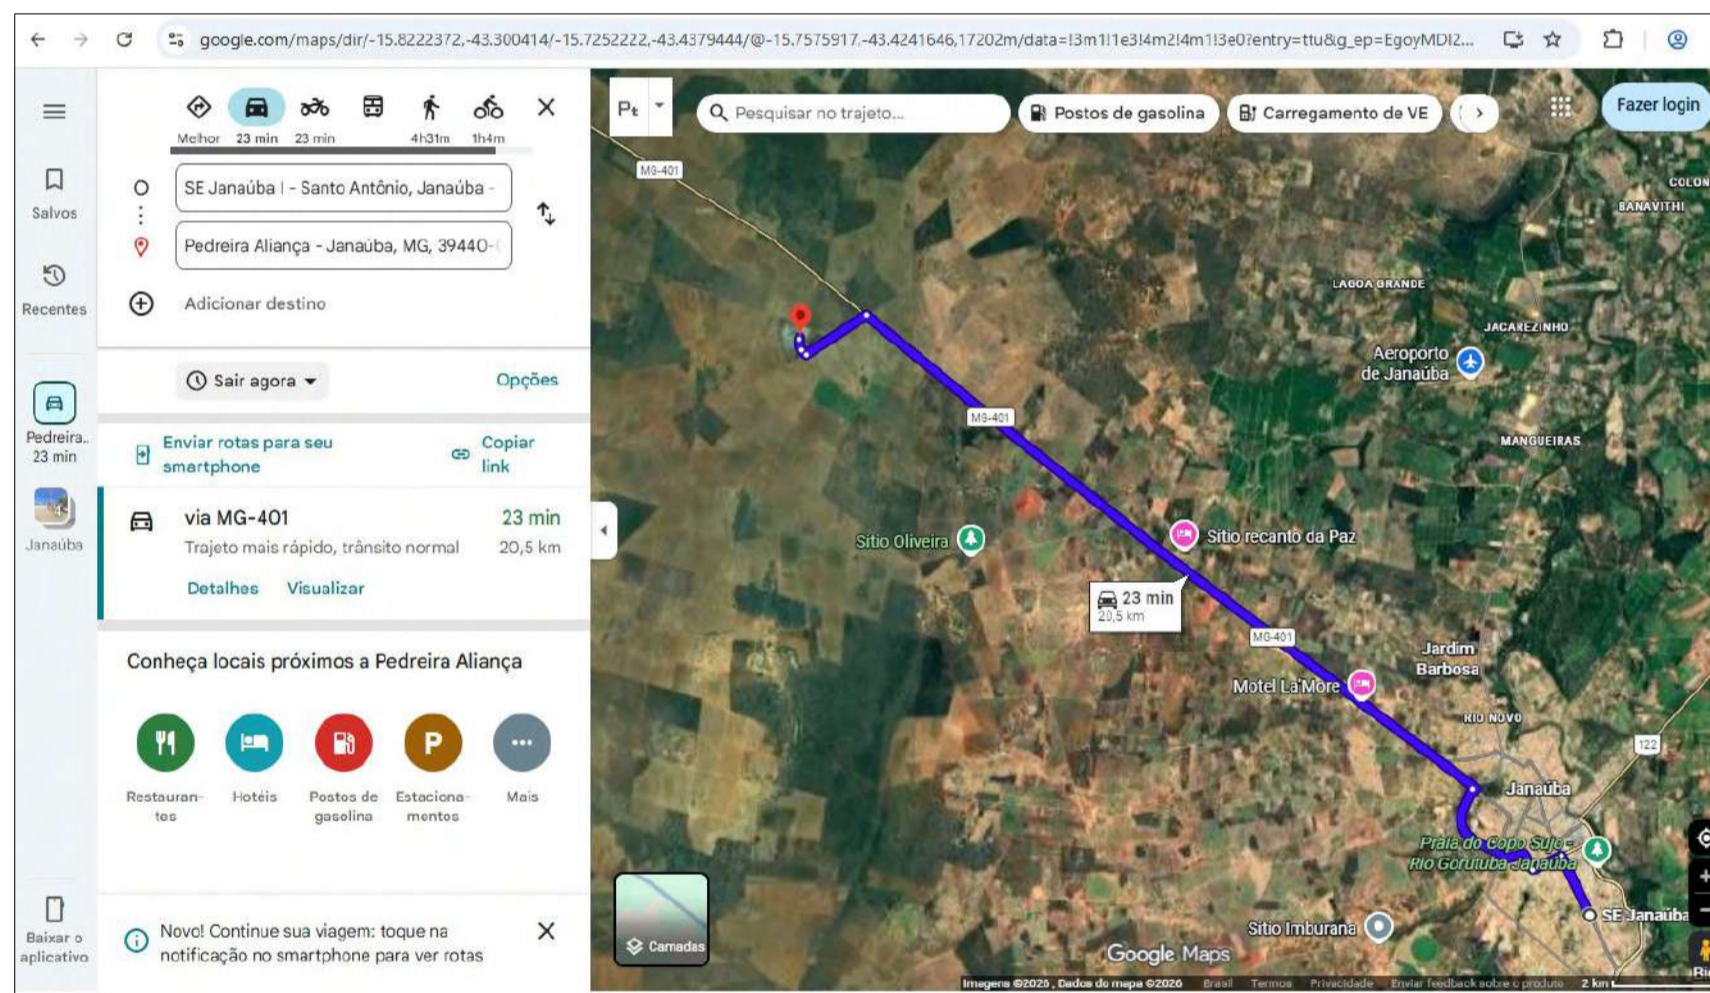 google.com/maps/dir/-15.8222372,-43.300414/-15.7252222,-43.4379444/@-15.7575917,-43.4241646,17202m/data=!3m1!1e3!4m2!4m1!3e0?entry=ttu&g_ep=EgoyMDI2...
Melhor
23 min
23 min
4h31m
1h4m
Salvos
Recentes
Pedreira..
23 min
Janaúba
Baixar o
aplicativo
SE Janaúba I - Santo Antônio, Janaúba -
Pedreira Aliança - Janaúba, MG, 39440-
Adicionar destino
Sair agora
Opções
Enviar rotas para seu
smartphone
Copiar
link
via MG-401
23 min
Trajeto mais rápido, trânsito normal
20,5 km
Detalhes
Visualizar
Conheça locais próximos a Pedreira Aliança
P
Restauran-
tes
Hotéis
Postos de
gasolina
Estaciona-
mentos
Mais
Novo! Continue sua viagem: toque na
notificação no smartphone para ver rotas
Pt
Pesquisar no trajeto...
Postos de gasolina
Carregamento de VE
Fazer login
MG-401
COLON
BANAVITHI
LAGOA GRANDE
JACAREZINHO
Aeroporto
de Janaúba
MG-401
MANGUEIRAS
Sitio Oliveira
Sitio recanto da Paz
23 min
20,5 km
MG-401
Jardim
Barbosa
Motel La'More
RIO NOVO
122
Janaúba
Praia do Copo Sujo -
Rio Gorutuba-Janaúba
SE Janaúba
Sitio Imburana
Camadas
Google Maps
Imagens ©2026, Dados do mapa ©2026
Brasil
Termos
Privacidade
Enviar feedback sobre o produto
2 km